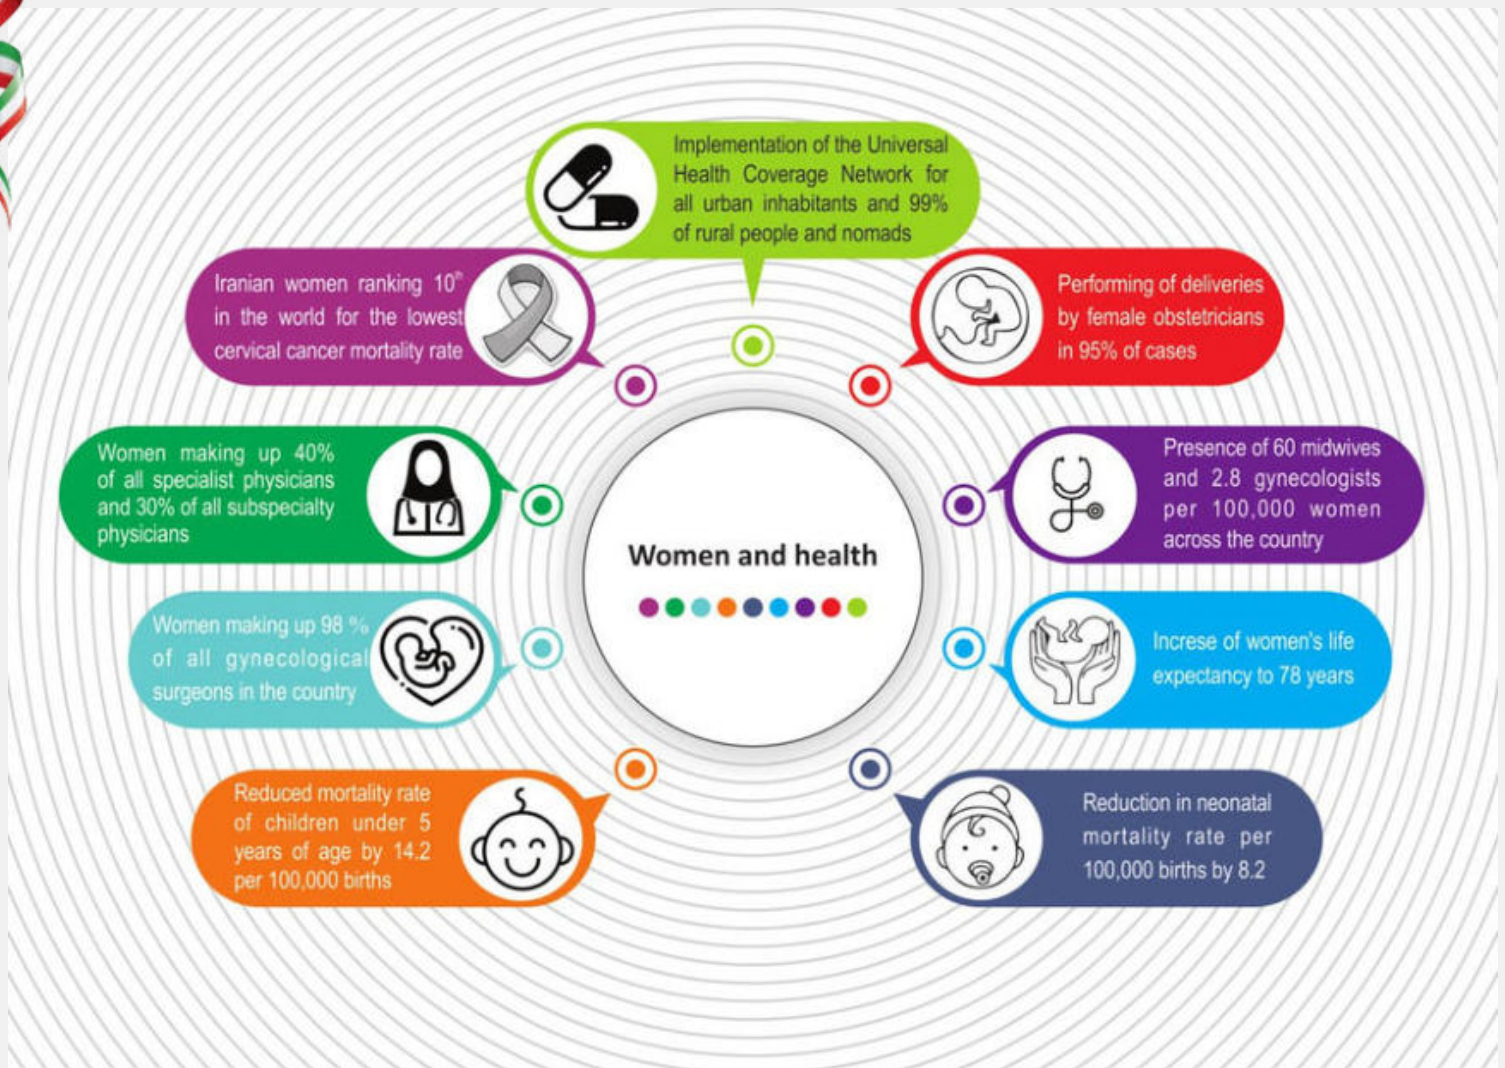 Implementation of the Universal
Health Coverage Network for
all urban inhabitants and 99%
of rural people and nomads
Iranian women ranking 10th
in the world for the lowest
cervical cancer mortality rate
Performing of deliveries
by female obstetricians
in 95% of cases
Women making up 40%
of all specialist physicians
and 30% of all subspecialty
physicians
Presence of 60 midwives
and 2.8 gynecologists
per 100,000 women
across the country
Women and health
Women making up 98 %
of all gynecological
surgeons in the country
Increse of women's life
expectancy to 78 years
Reduced mortality rate
of children under 5
years of age by 14.2
per 100,000 births
Reduction in neonatal
mortality rate per
100,000 births by 8.2